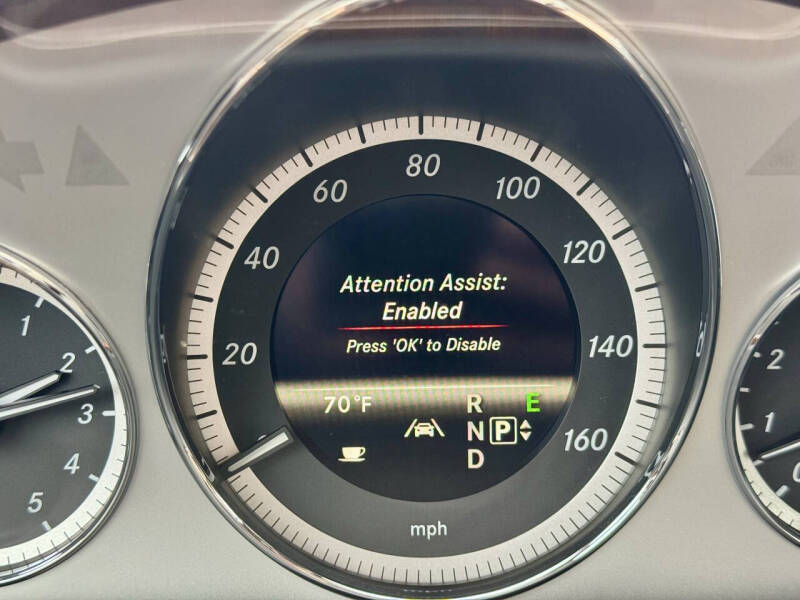 80
60
100
40
120
Attention Assist:
Enabled
Press 'OK' to Disable
20
140
70°F
R
E
N
P
D
160
mph
1
2
3
4
5
2
1
0